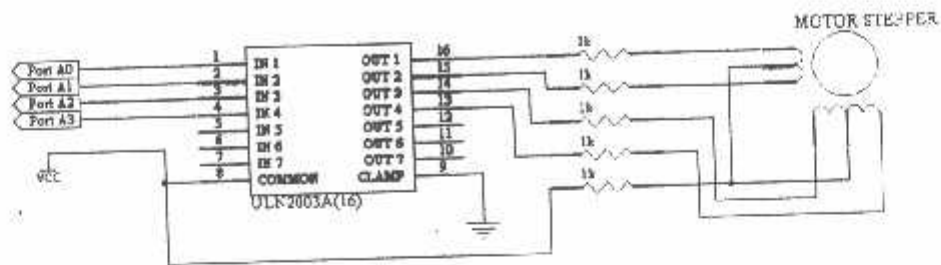 MOTOR STEPPER
Port A0
Port A1
Port A2
Port A3
VCC
1
2
3
4
5
6
7
8
IN 1
IN 2
IN 3
IN 4
IN 5
IN 6
IN 7
COMMON
OUT 1
OUT 2
OUT 3
OUT 4
OUT 5
OUT 6
OUT 7
CLAMP
16
15
14
13
12
11
10
9
ULN2003A(16)
1k
1k
1k
1k
1k